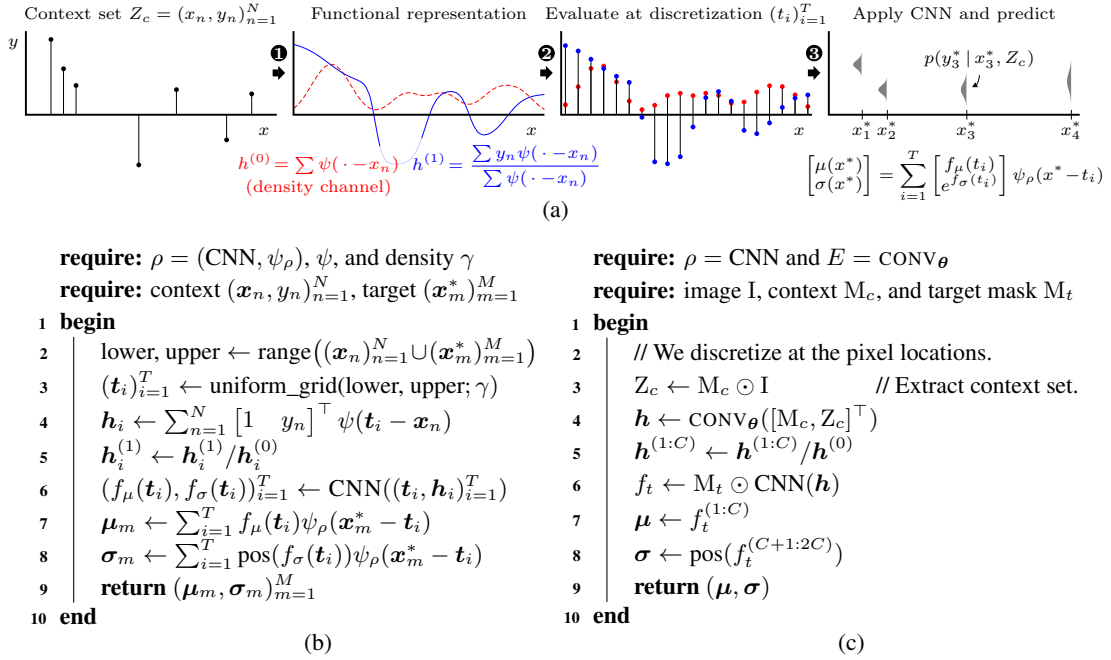 Context set Z_c = (x_n, y_n)_{n=1}^N
Functional representation
Evaluate at discretization (t_i)_{i=1}^T
Apply CNN and predict
y
❶
❷
❸
p(y_3^* | x_3^*, Z_c)
x
x
x
x_1^* x_2^* x_3^* x_4^*
h^{(0)} = ∑ ψ( · −x_n)
(density channel)
h^{(1)} = ∑ y_n ψ( · −x_n) / ∑ ψ( · −x_n)
[μ(x^*) σ(x^*)] = ∑_{i=1}^T [f_μ(t_i) e^{f_σ(t_i)}] ψ_ρ(x^* − t_i)
(a)
require: ρ = (CNN, ψ_ρ), ψ, and density γ
require: context (x_n, y_n)_{n=1}^N, target (x_m^*)_{m=1}^M
1 begin
2 lower, upper ← range((x_n)_{n=1}^N ∪ (x_m^*)_{m=1}^M)
3 (t_i)_{i=1}^T ← uniform_grid(lower, upper; γ)
4 h_i ← ∑_{n=1}^N [1 y_n]^⊤ ψ(t_i − x_n)
5 h_i^{(1)} ← h_i^{(1)} / h_i^{(0)}
6 (f_μ(t_i), f_σ(t_i))_{i=1}^T ← CNN((t_i, h_i)_{i=1}^T)
7 μ_m ← ∑_{i=1}^T f_μ(t_i)ψ_ρ(x_m^* − t_i)
8 σ_m ← ∑_{i=1}^T pos(f_σ(t_i))ψ_ρ(x_m^* − t_i)
9 return (μ_m, σ_m)_{m=1}^M
10 end
(b)
require: ρ = CNN and E = CONV_θ
require: image I, context M_c, and target mask M_t
1 begin
2 // We discretize at the pixel locations.
3 Z_c ← M_c ⊙ I // Extract context set.
4 h ← CONV_θ([M_c, Z_c]^⊤)
5 h^{(1:C)} ← h^{(1:C)} / h^{(0)}
6 f_t ← M_t ⊙ CNN(h)
7 μ ← f_t^{(1:C)}
8 σ ← pos(f_t^{(C+1:2C)})
9 return (μ, σ)
10 end
(c)